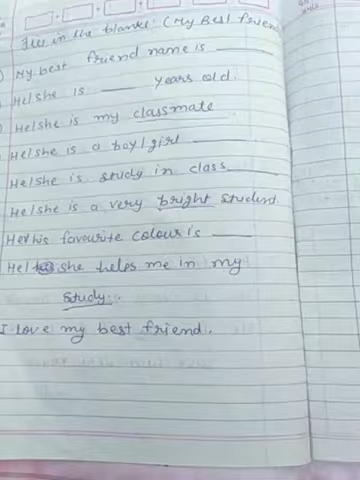 Fill in the blanks: (My Best friend
My best friend name is ______
He/she is ____ years old.
He/she is my classmate
He/she is a boy/girl ______
He/she is study in class____
He/she is a very bright student
Her/his favourite colour is ____
He/ she helps me in my
study.
I love my best friend.